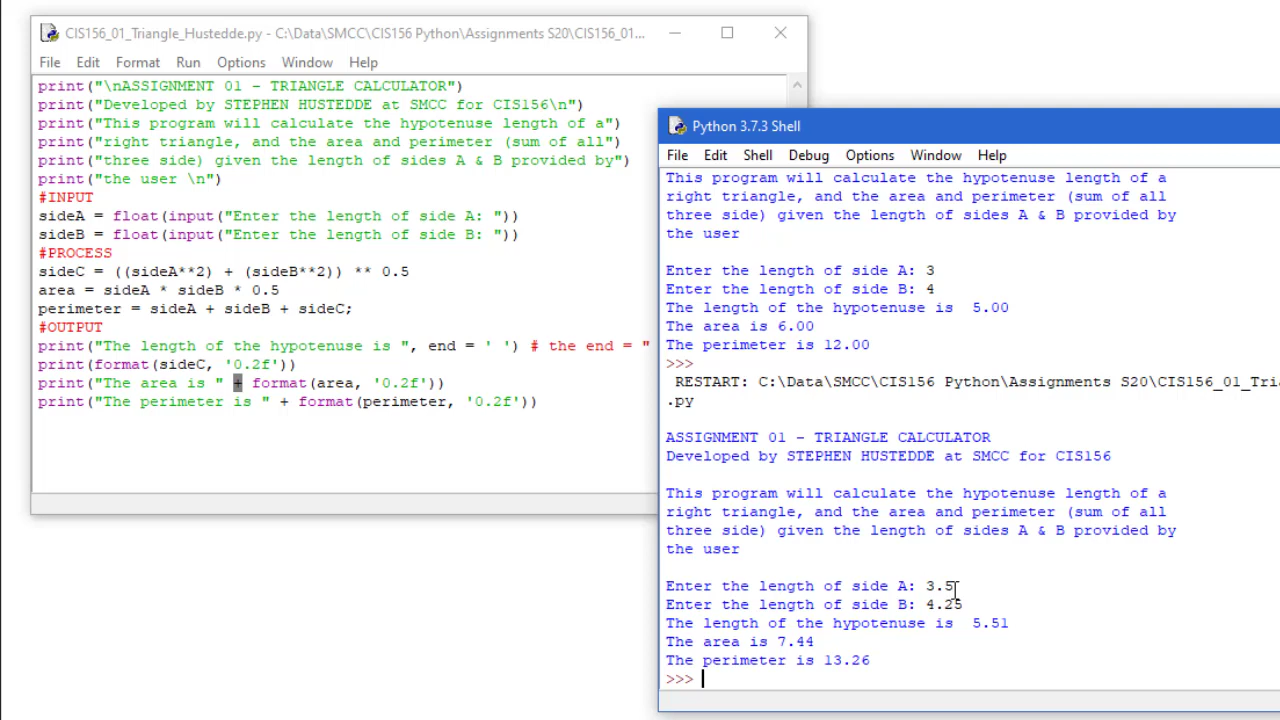 CIS156_01_Triangle_Hustedde.py - C:\Data\SMCC\CIS156 Python\Assignments S20\CIS156_01...
File Edit Format Run Options Window Help
print("\nASSIGNMENT 01 - TRIANGLE CALCULATOR")
print("Developed by STEPHEN HUSTEDDE at SMCC for CIS156\n")
print("This program will calculate the hypotenuse length of a")
print("right triangle, and the area and perimeter (sum of all")
print("three side) given the length of sides A & B provided by")
print("the user \n")
#INPUT
sideA = float(input("Enter the length of side A: "))
sideB = float(input("Enter the length of side B: "))
#PROCESS
sideC = ((sideA**2) + (sideB**2)) ** 0.5
area = sideA * sideB * 0.5
perimeter = sideA + sideB + sideC;
#OUTPUT
print("The length of the hypotenuse is ", end = ' ') # the end = "
print(format(sideC, '0.2f'))
print("The area is " + format(area, '0.2f'))
print("The perimeter is " + format(perimeter, '0.2f'))
Python 3.7.3 Shell
File Edit Shell Debug Options Window Help
This program will calculate the hypotenuse length of a
right triangle, and the area and perimeter (sum of all
three side) given the length of sides A & B provided by
the user
Enter the length of side A: 3
Enter the length of side B: 4
The length of the hypotenuse is  5.00
The area is 6.00
The perimeter is 12.00
>>>
RESTART: C:\Data\SMCC\CIS156 Python\Assignments S20\CIS156_01_Tria
.py
ASSIGNMENT 01 - TRIANGLE CALCULATOR
Developed by STEPHEN HUSTEDDE at SMCC for CIS156
This program will calculate the hypotenuse length of a
right triangle, and the area and perimeter (sum of all
three side) given the length of sides A & B provided by
the user
Enter the length of side A: 3.5
Enter the length of side B: 4.25
The length of the hypotenuse is  5.51
The area is 7.44
The perimeter is 13.26
>>>